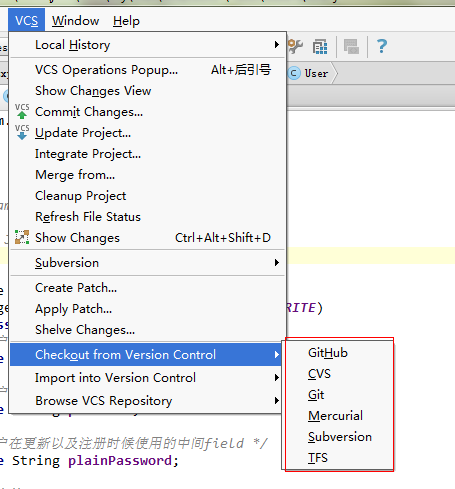 VCS Window Help
Local History
User
VCS Operations Popup... Alt+后引号
Show Changes View
VCS Commit Changes...
VCS Update Project...
Integrate Project...
Merge from...
Cleanup Project
Refresh File Status
Show Changes Ctrl+Alt+Shift+D
Subversion
Create Patch...
Apply Patch...
RITE)
Shelve Changes...
Checkout from Version Control
GitHub
Import into Version Control
CVS
Browse VCS Repository
Git
Mercurial
户在更新以及注册时候使用的中间field */
Subversion
e String plainPassword;
TFS